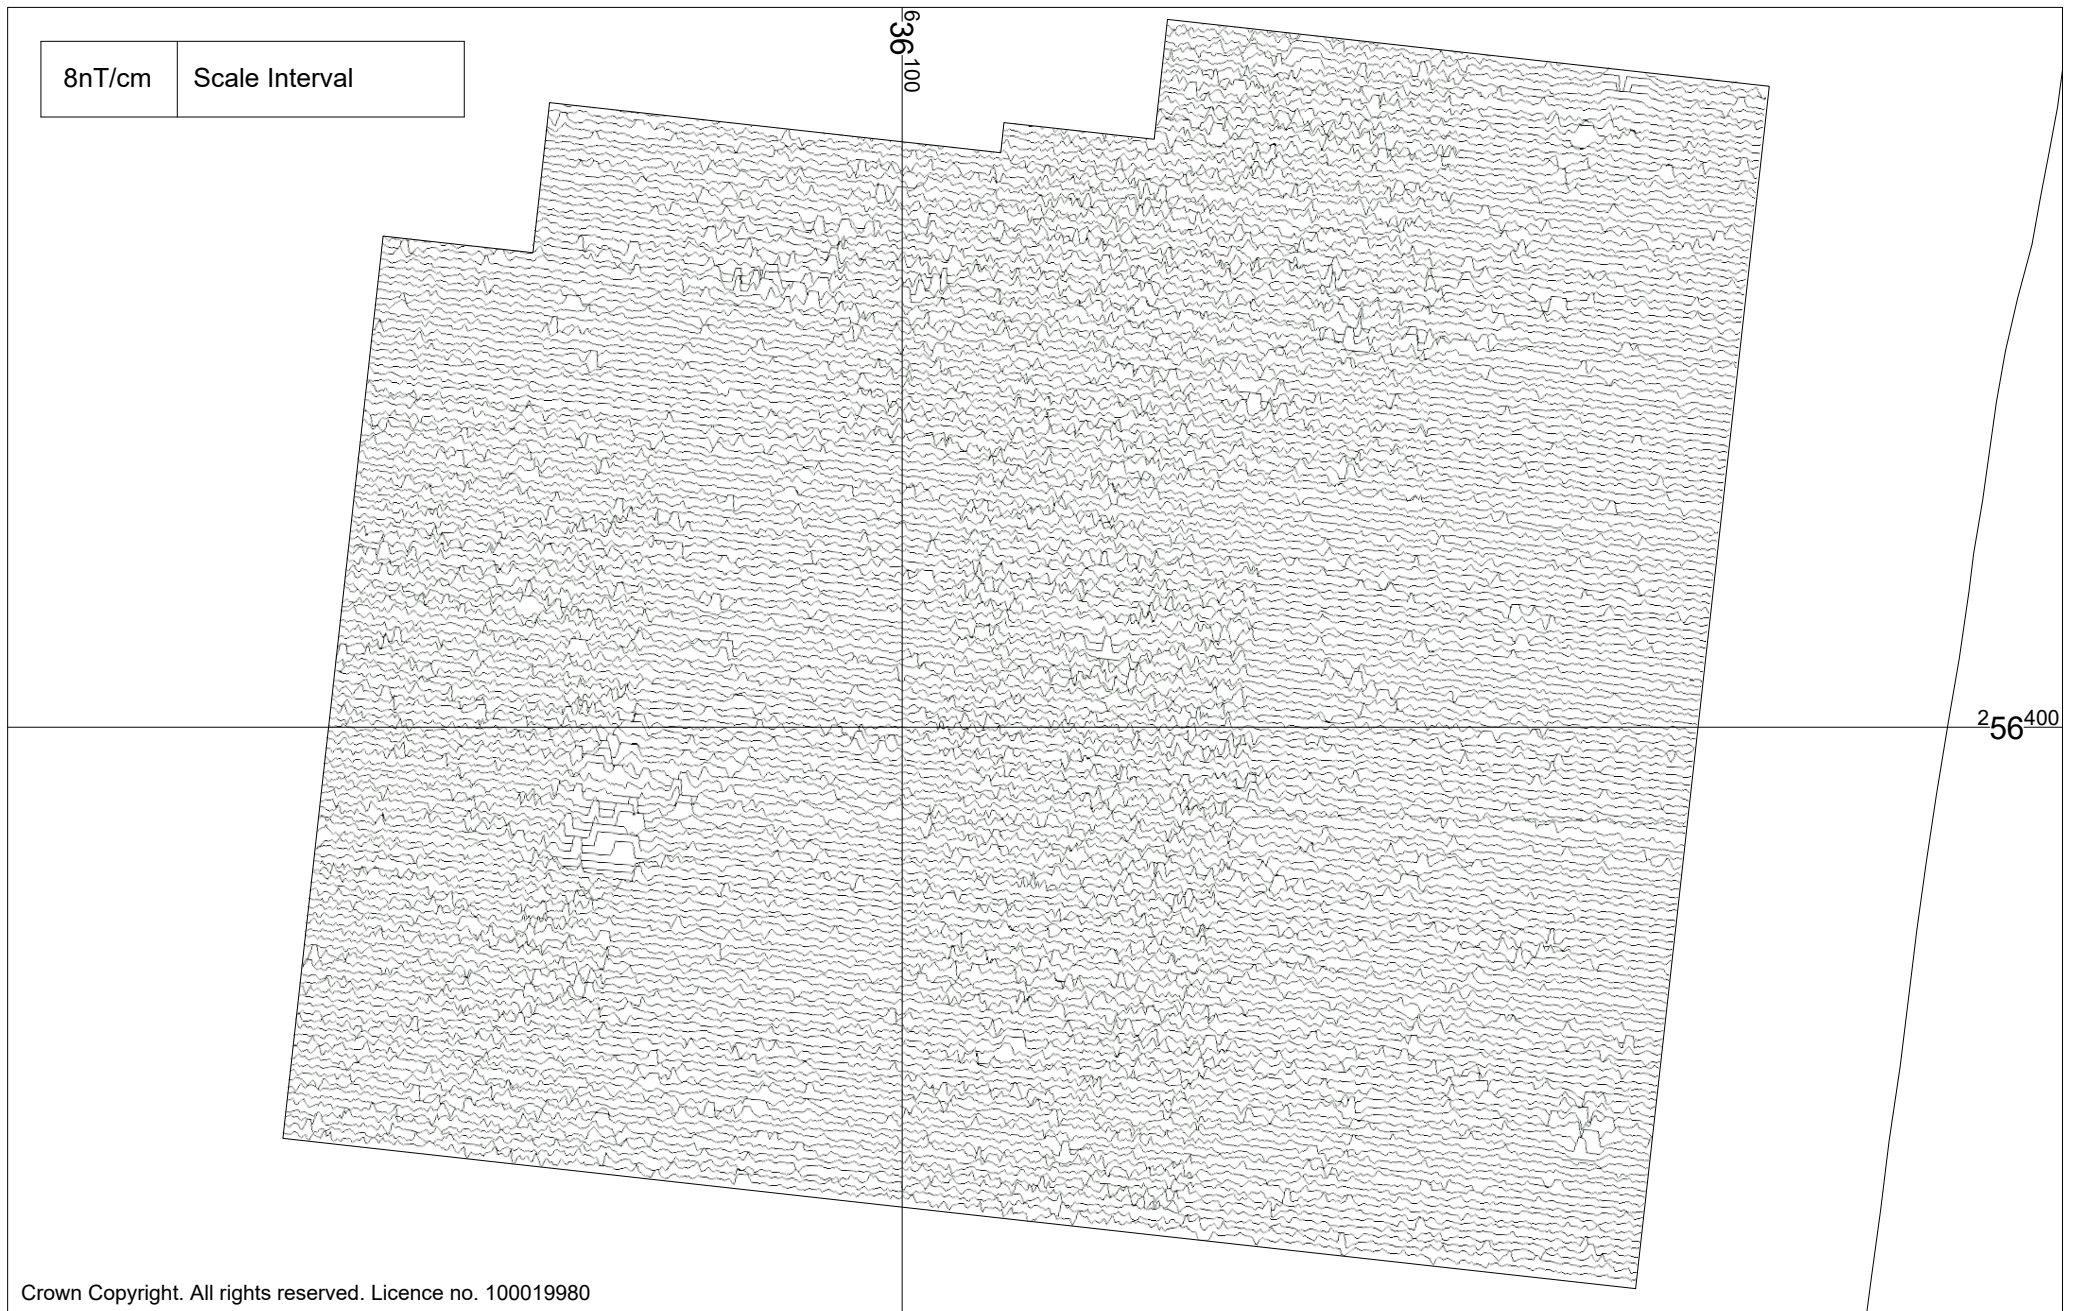 8nT/cm Scale Interval
636100
256400
Crown Copyright. All rights reserved. Licence no. 100019980